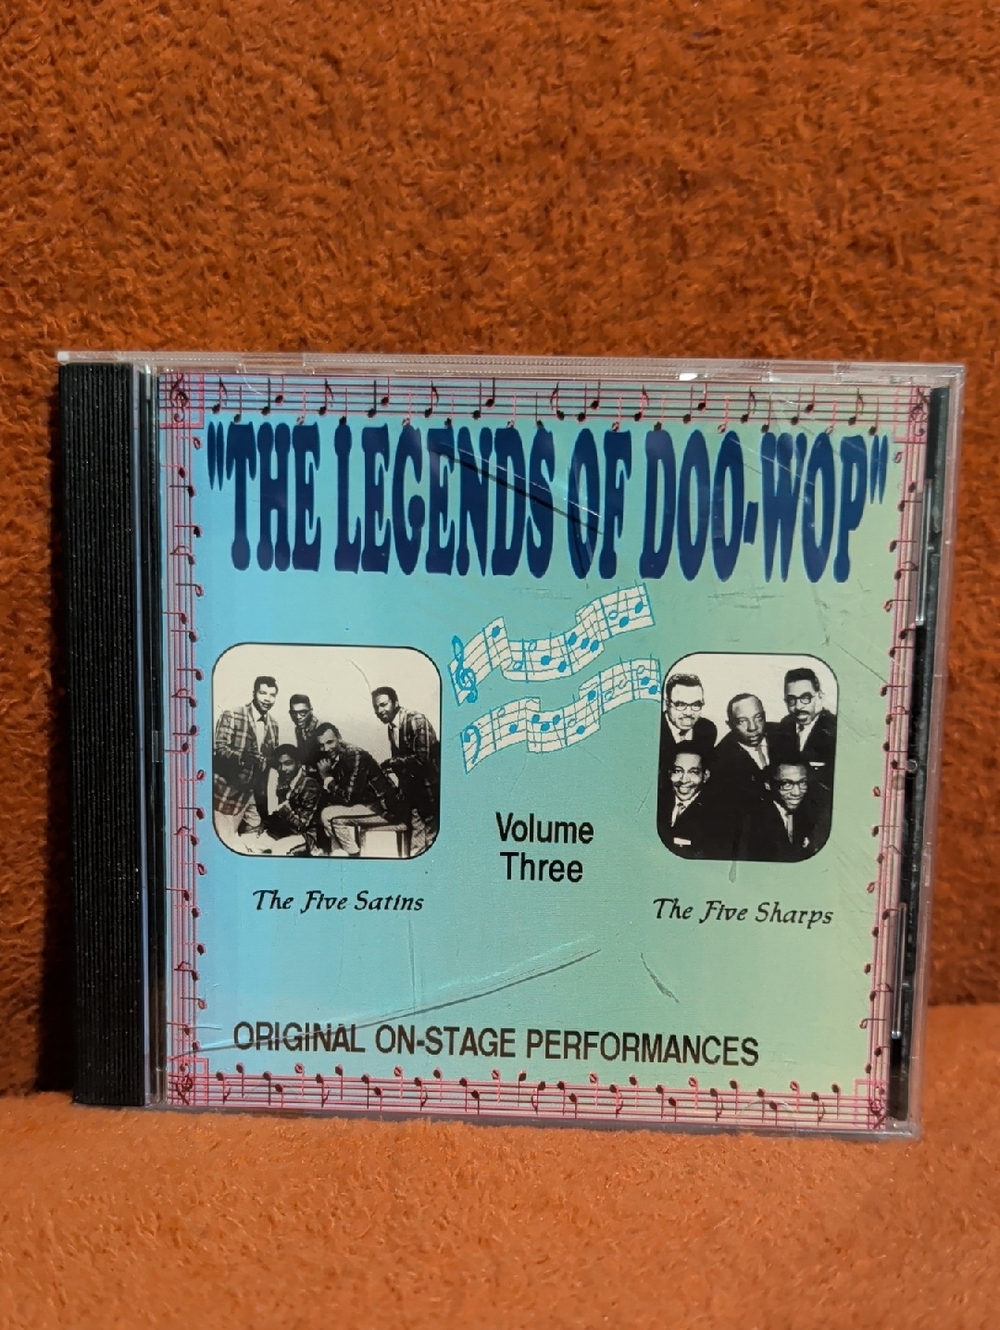 "THE LEGENDS OF DOO-WOP"
Volume
Three
The Five Satins
The Five Sharps
ORIGINAL ON-STAGE PERFORMANCES